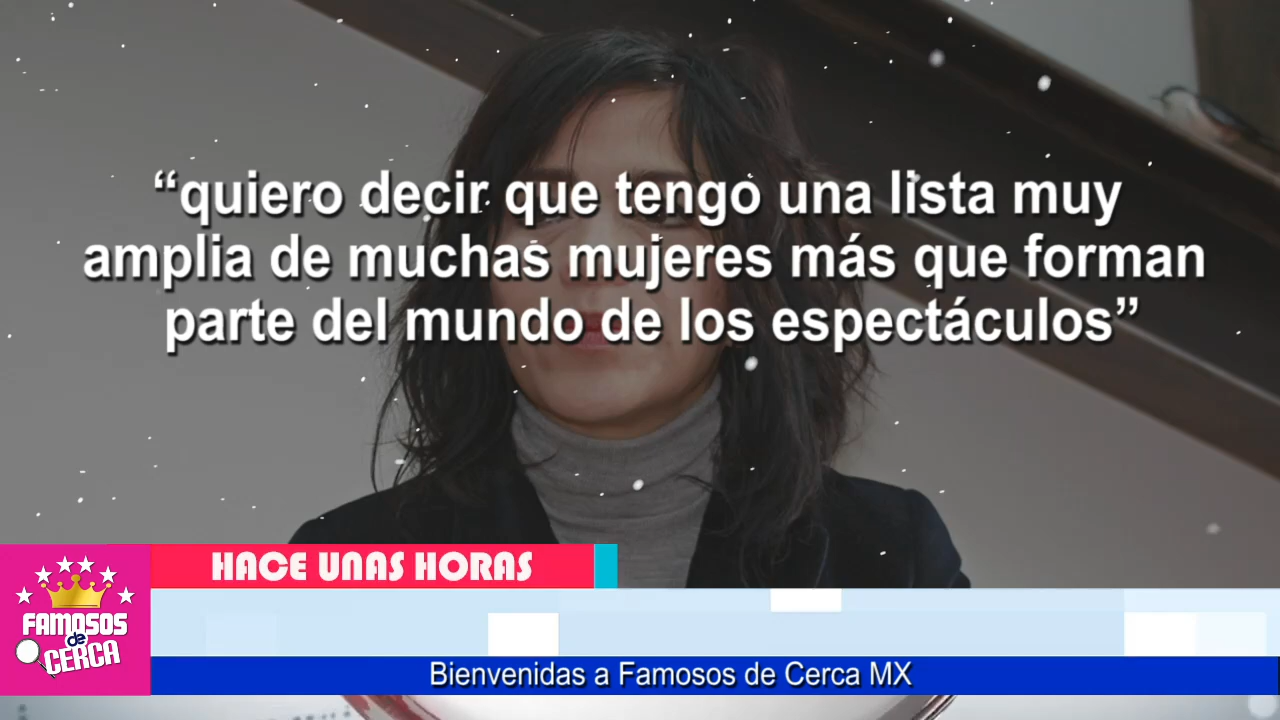 “quiero decir que tengo una lista muy
amplia de muchas mujeres más que forman
parte del mundo de los espectáculos”
HACE UNAS HORAS
FAMOSOS
de
CERCA
Bienvenidas a Famosos de Cerca MX